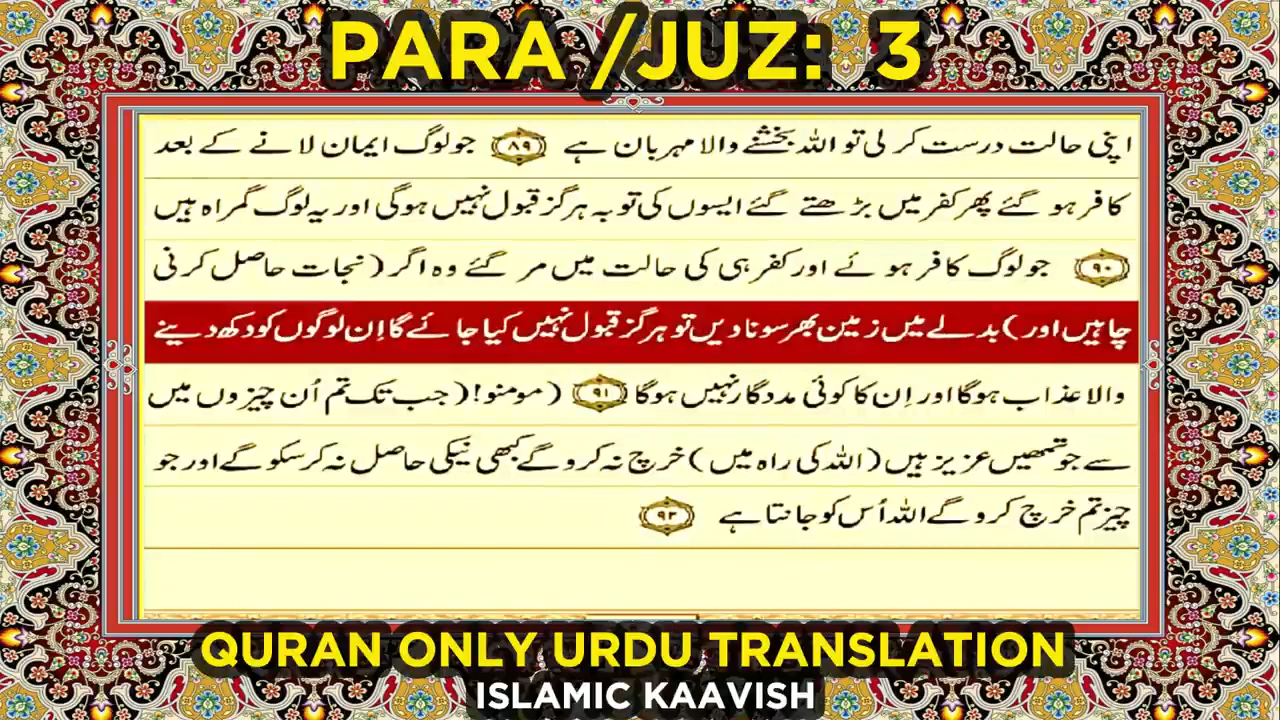 PARA /JUZ: 3
اپنی حالت درست کر لی تو اللہ بخشنے والا مہربان ہے ﴿۸۹﴾ جو لوگ ایمان لانے کے بعد
کافر ہو گئے پھر کفر میں بڑھتے گئے ایسوں کی توبہ ہرگز قبول نہیں ہوگی اور یہ لوگ گمراہ ہیں
﴿۹۰﴾ جو لوگ کافر ہوئے اور کفر ہی کی حالت میں مر گئے وہ اگر (نجات حاصل کرنی
چاہیں اور) بدلے میں زمین بھر سونا دیں تو ہرگز قبول نہیں کیا جائے گا اِن لوگوں کو دکھ دینے
والا عذاب ہوگا اور اِن کا کوئی مددگار نہیں ہوگا ﴿۹۱﴾ (مومنو!( جب تک تم اُن چیزوں میں
سے جو تمھیں عزیز ہیں (اللہ کی راہ میں) خرچ نہ کرو گے کبھی نیکی حاصل نہ کر سکو گے اور جو
چیز تم خرچ کرو گے اللہ اُس کو جانتا ہے ﴿۹۲﴾
QURAN ONLY URDU TRANSLATION
ISLAMIC KAAVISH